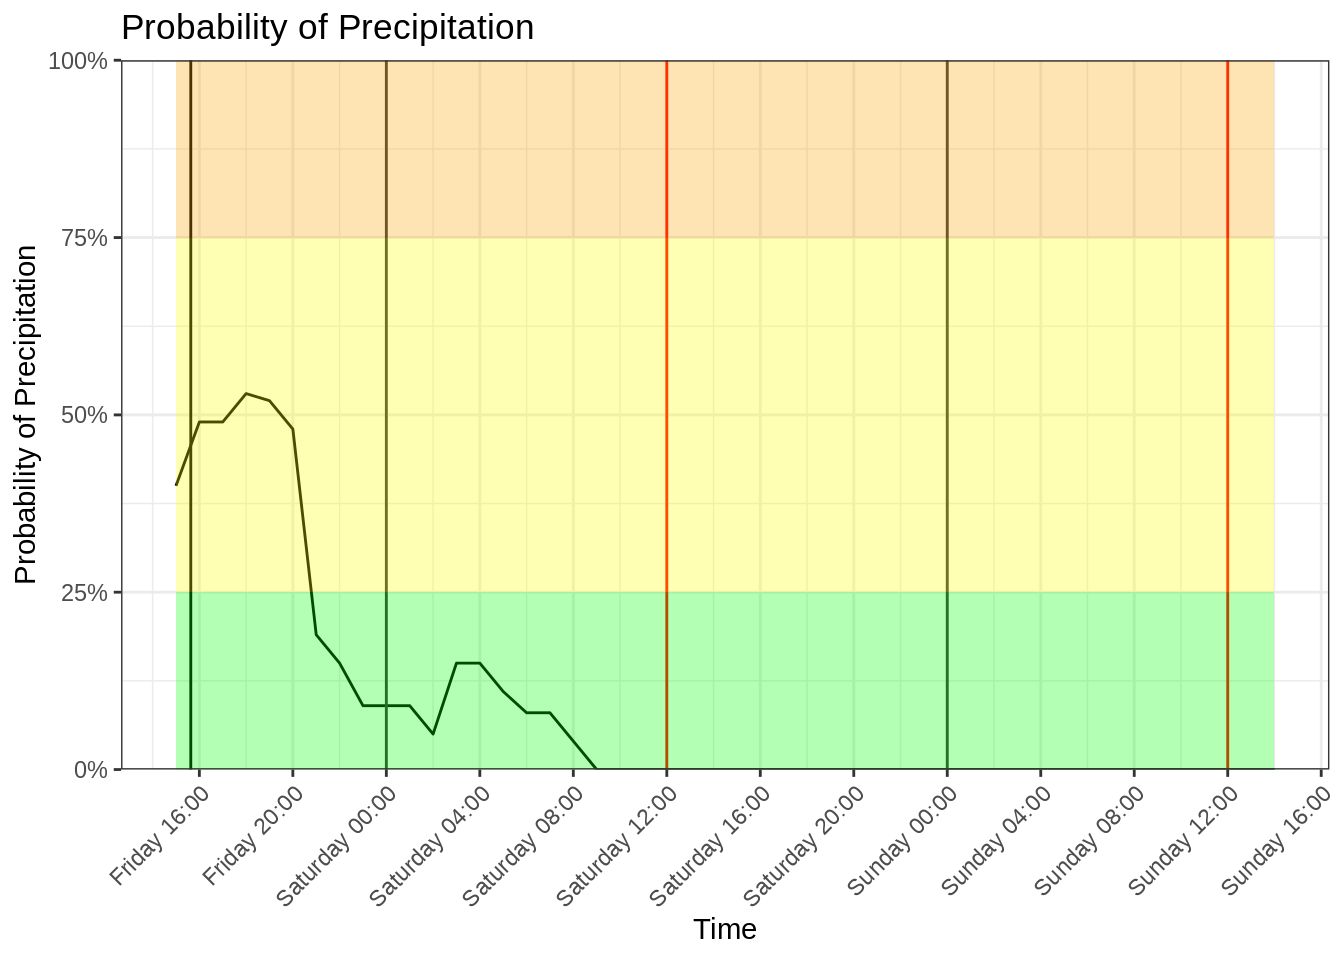 Probability of Precipitation
Probability of Precipitation
100%
75%
50%
25%
0%
Friday 16:00
Friday 20:00
Saturday 00:00
Saturday 04:00
Saturday 08:00
Saturday 12:00
Saturday 16:00
Saturday 20:00
Sunday 00:00
Sunday 04:00
Sunday 08:00
Sunday 12:00
Sunday 16:00
Time